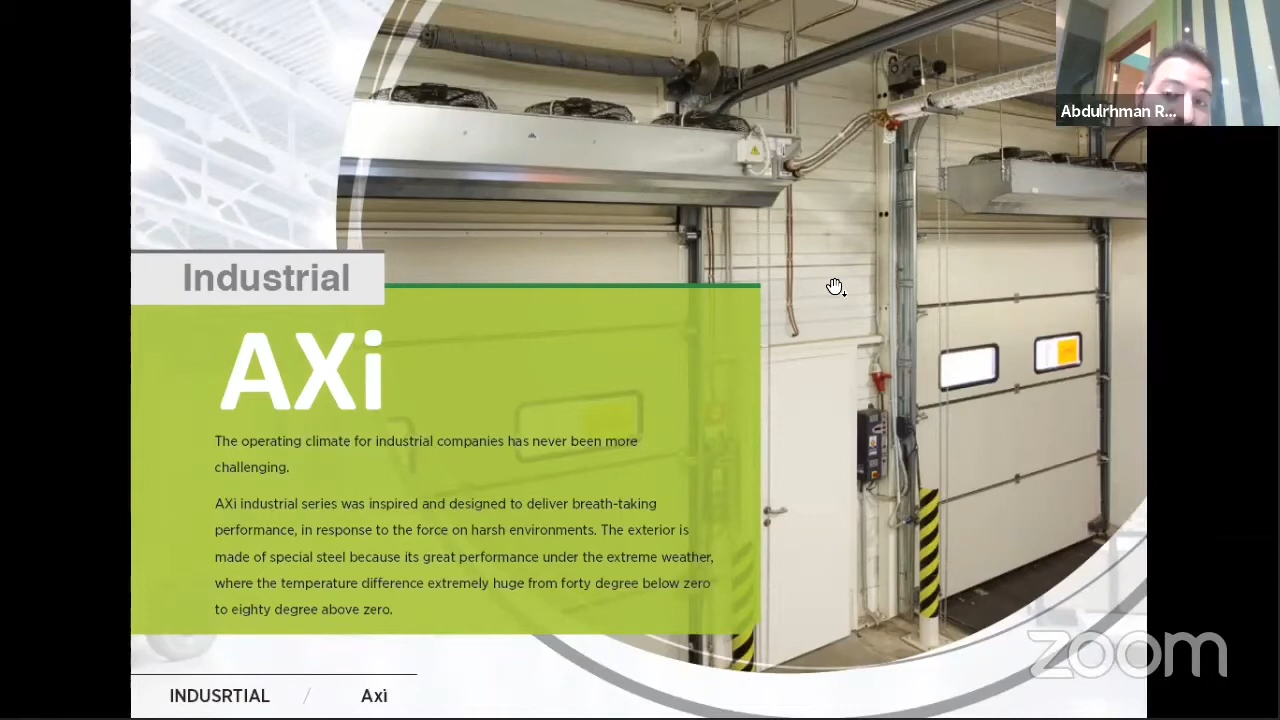 Abdulrhman R...
Industrial
AXi
The operating climate for industrial companies has never been more
challenging.
AXi industrial series was inspired and designed to deliver breath-taking
performance, in response to the force on harsh environments. The exterior is
made of special steel because its great performance under the extreme weather,
where the temperature difference extremely huge from forty degree below zero
to eighty degree above zero.
INDUSRTIAL / Axi
zoom